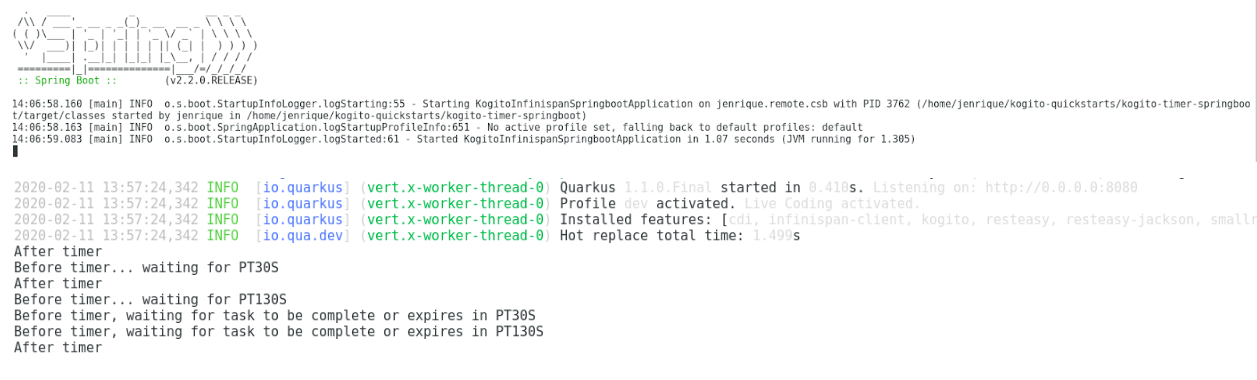 :: Spring Boot :: (v2.2.0.RELEASE)
14:06:58.160 [main] INFO o.s.boot.StartupInfoLogger.logStarting:55 - Starting KogitoInfinispanSpringbootApplication on jenrique.remote.csb with PID 3762 (/home/jenrique/kogito-quickstarts/kogito-timer-springboo
t/target/classes started by jenrique in /home/jenrique/kogito-quickstarts/kogito-timer-springboot)
14:06:58.163 [main] INFO o.s.boot.SpringApplication.logStartupProfileInfo:651 - No active profile set, falling back to default profiles: default
14:06:59.083 [main] INFO o.s.boot.StartupInfoLogger.logStarted:61 - Started KogitoInfinispanSpringbootApplication in 1.07 seconds (JVM running for 1.305)
2020-02-11 13:57:24,342 INFO [io.quarkus] (vert.x-worker-thread-0) Quarkus 1.1.0.Final started in 0.410s. Listening on: http://0.0.0.0:8080
2020-02-11 13:57:24,342 INFO [io.quarkus] (vert.x-worker-thread-0) Profile dev activated. Live Coding activated.
2020-02-11 13:57:24,342 INFO [io.quarkus] (vert.x-worker-thread-0) Installed features: [cdi, infinispan-client, kogito, resteasy, resteasy-jackson, smallr
2020-02-11 13:57:24,342 INFO [io.qua.dev] (vert.x-worker-thread-0) Hot replace total time: 1.499s
After timer
Before timer... waiting for PT30S
After timer
Before timer... waiting for PT130S
Before timer, waiting for task to be complete or expires in PT30S
Before timer, waiting for task to be complete or expires in PT130S
After timer